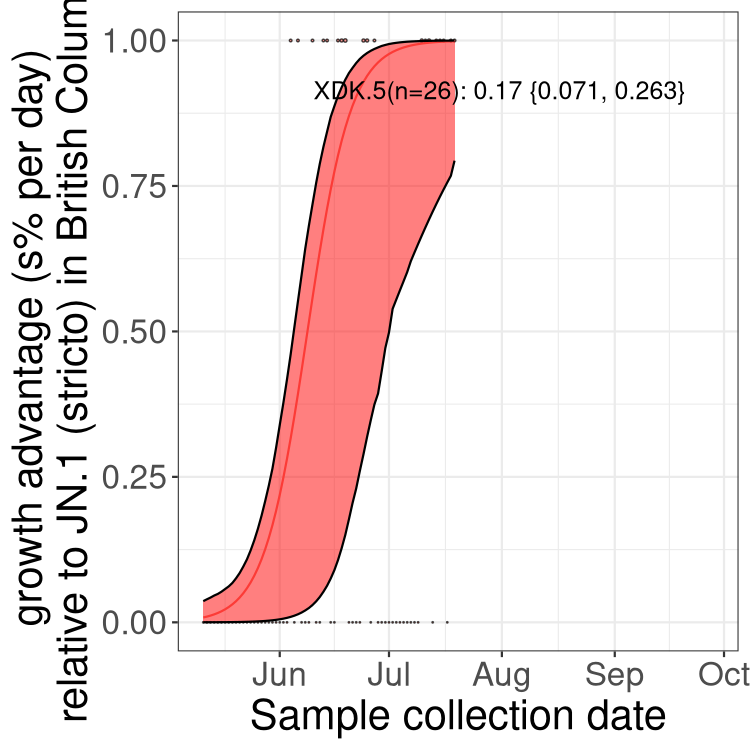 growth advantage (s% per day)
relative to JN.1 (stricto) in British Colum
1.00
0.75
0.50
0.25
0.00
XDK.5(n=26): 0.17 {0.071, 0.263}
Jun Jul Aug Sep Oct
Sample collection date